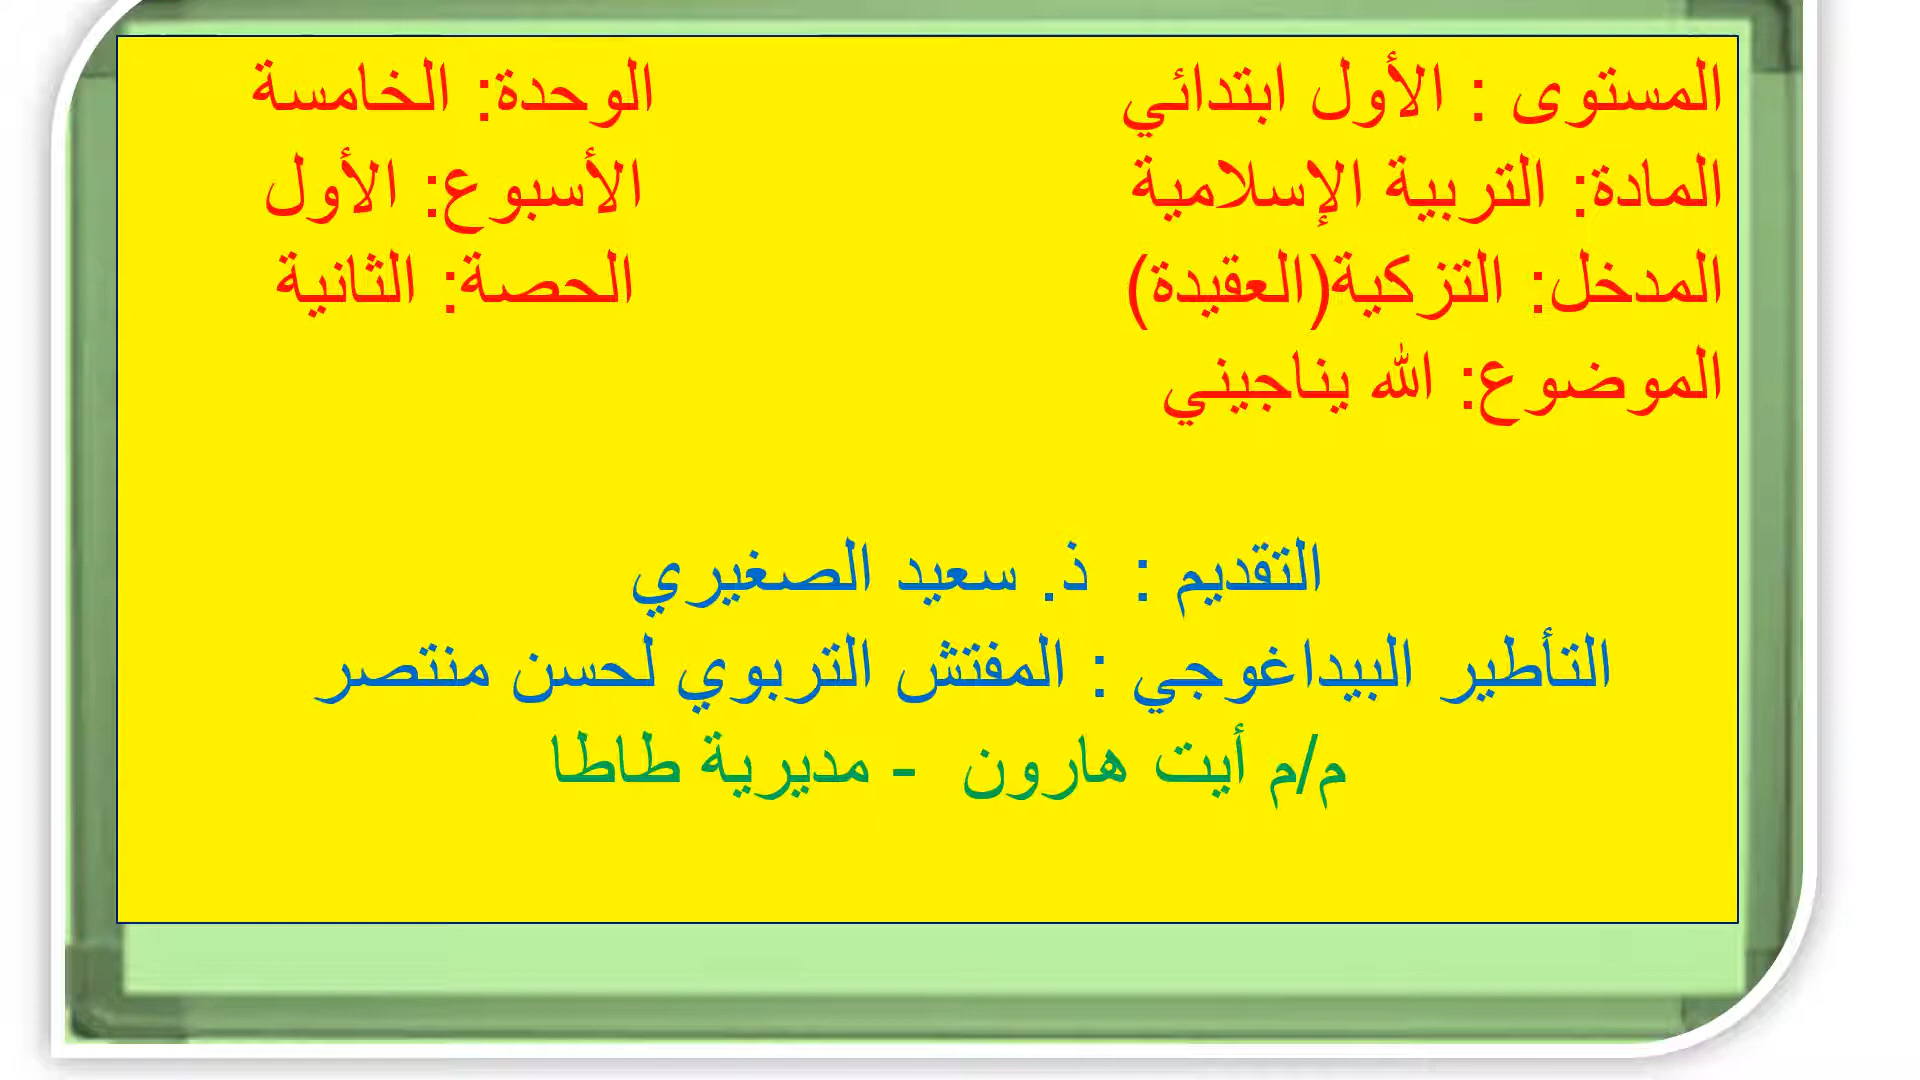 المستوى : الأول ابتدائي الوحدة: الخامسة
المادة: التربية الإسلامية الأسبوع: الأول
المدخل: التزكية(العقيدة) الحصة: الثانية
الموضوع: الله يناجيني
التقديم : ذ. سعيد الصغيري
التأطير البيداغوجي : المفتش التربوي لحسن منتصر
م/م أيت هارون - مديرية طاطا